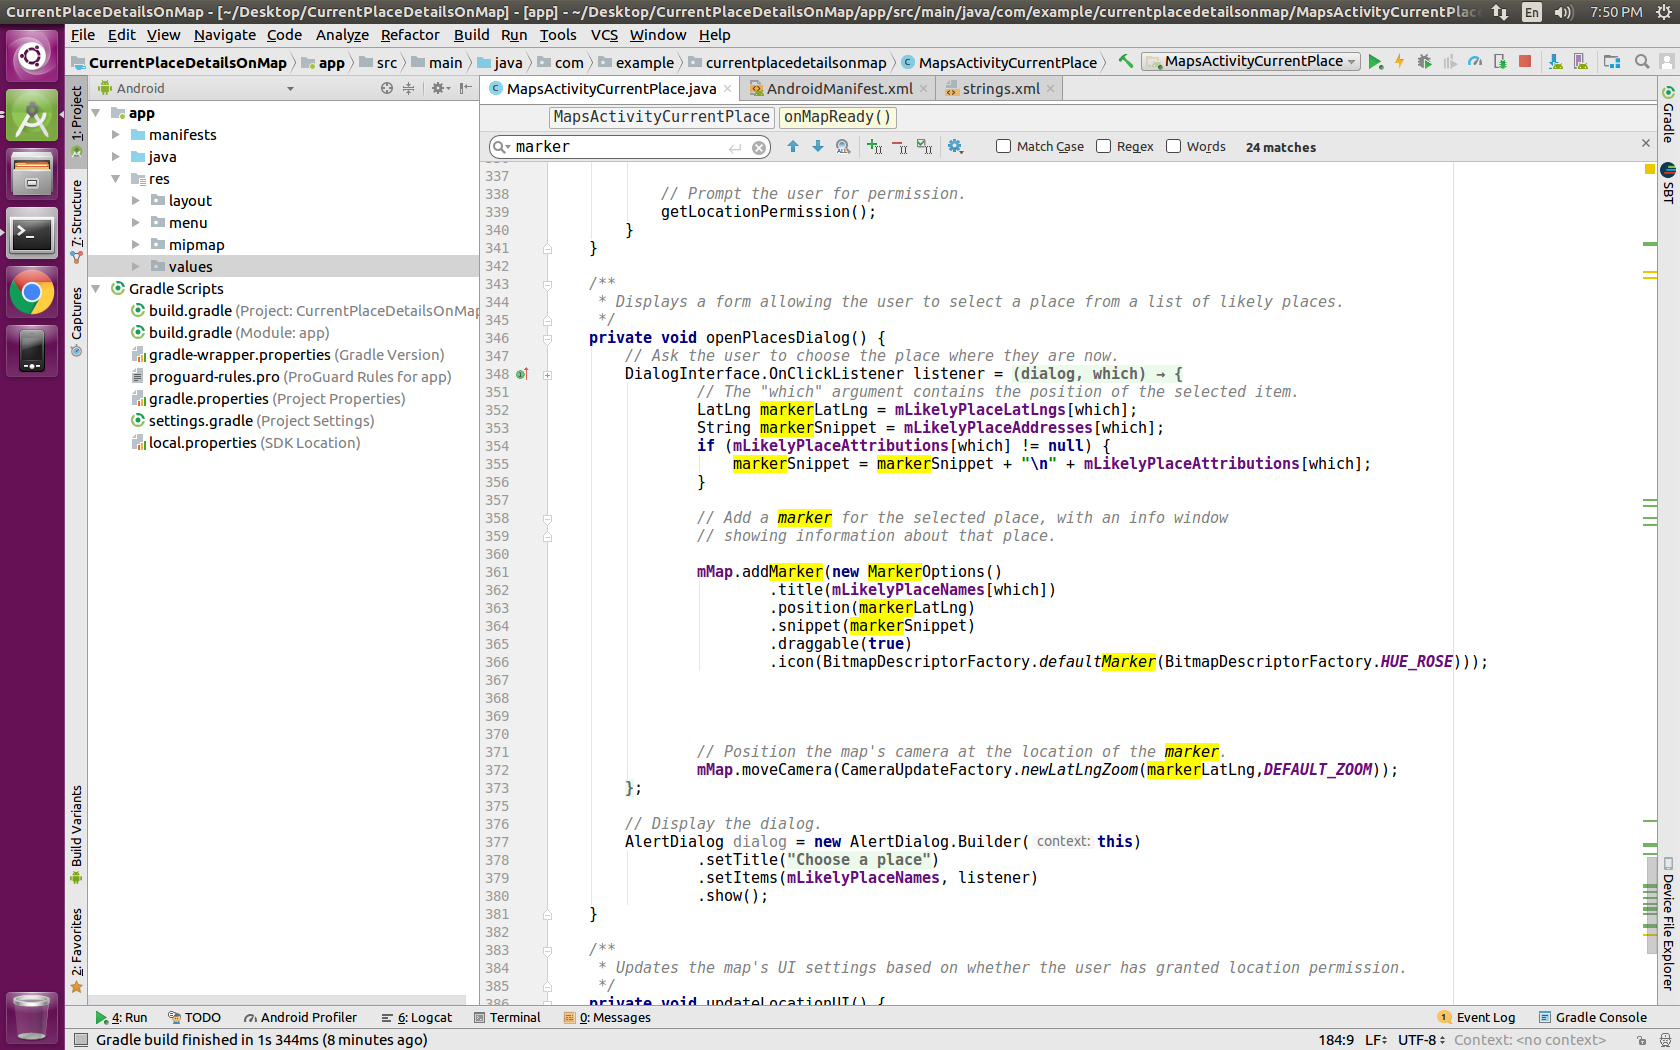 CurrentPlaceDetailsOnMap - [~/Desktop/CurrentPlaceDetailsOnMap] - [app] - ~/Desktop/CurrentPlaceDetailsOnMap/app/src/main/java/com/example/currentplacedetailsonmap/MapsActivityCurrentPlac
En 7:50 PM
File Edit View Navigate Code Analyze Refactor Build Run Tools VCS Window Help
CurrentPlaceDetailsOnMap app src main java com example currentplacedetailsonmap MapsActivityCurrentPlace MapsActivityCurrentPlace
1: Project
7: Structure
Captures
Build Variants
2: Favorites
Android
app
manifests
java
res
layout
menu
mipmap
values
Gradle Scripts
build.gradle (Project: CurrentPlaceDetailsOnMap
build.gradle (Module: app)
gradle-wrapper.properties (Gradle Version)
proguard-rules.pro (ProGuard Rules for app)
gradle.properties (Project Properties)
settings.gradle (Project Settings)
local.properties (SDK Location)
MapsActivityCurrentPlace.java AndroidManifest.xml strings.xml
MapsActivityCurrentPlace onMapReady()
marker Match Case Regex Words 24 matches
337
338 // Prompt the user for permission.
339 getLocationPermission();
340 }
341 }
342
343 /**
344 * Displays a form allowing the user to select a place from a list of likely places.
345 */
346 private void openPlacesDialog() {
347 // Ask the user to choose the place where they are now.
348 DialogInterface.OnClickListener listener = (dialog, which) → {
351 // The "which" argument contains the position of the selected item.
352 LatLng markerLatLng = mLikelyPlaceLatLngs[which];
353 String markerSnippet = mLikelyPlaceAddresses[which];
354 if (mLikelyPlaceAttributions[which] != null) {
355 markerSnippet = markerSnippet + "\n" + mLikelyPlaceAttributions[which];
356 }
357
358 // Add a marker for the selected place, with an info window
359 // showing information about that place.
360
361 mMap.addMarker(new MarkerOptions()
362 .title(mLikelyPlaceNames[which])
363 .position(markerLatLng)
364 .snippet(markerSnippet)
365 .draggable(true)
366 .icon(BitmapDescriptorFactory.defaultMarker(BitmapDescriptorFactory.HUE_ROSE)));
367
368
369
370
371 // Position the map's camera at the location of the marker.
372 mMap.moveCamera(CameraUpdateFactory.newLatLngZoom(markerLatLng,DEFAULT_ZOOM));
373 };
375
376 // Display the dialog.
377 AlertDialog dialog = new AlertDialog.Builder( context: this)
378 .setTitle("Choose a place")
379 .setItems(mLikelyPlaceNames, listener)
380 .show();
381 }
382
383 /**
384 * Updates the map's UI settings based on whether the user has granted location permission.
385 */
386 private void updateLocationUI() {
Gradle
SBT
Device File Explorer
4: Run TODO Android Profiler 6: Logcat Terminal 0: Messages 1 Event Log Gradle Console
Gradle build finished in 1s 344ms (8 minutes ago) 184:9 LF UTF-8 Context: <no context>